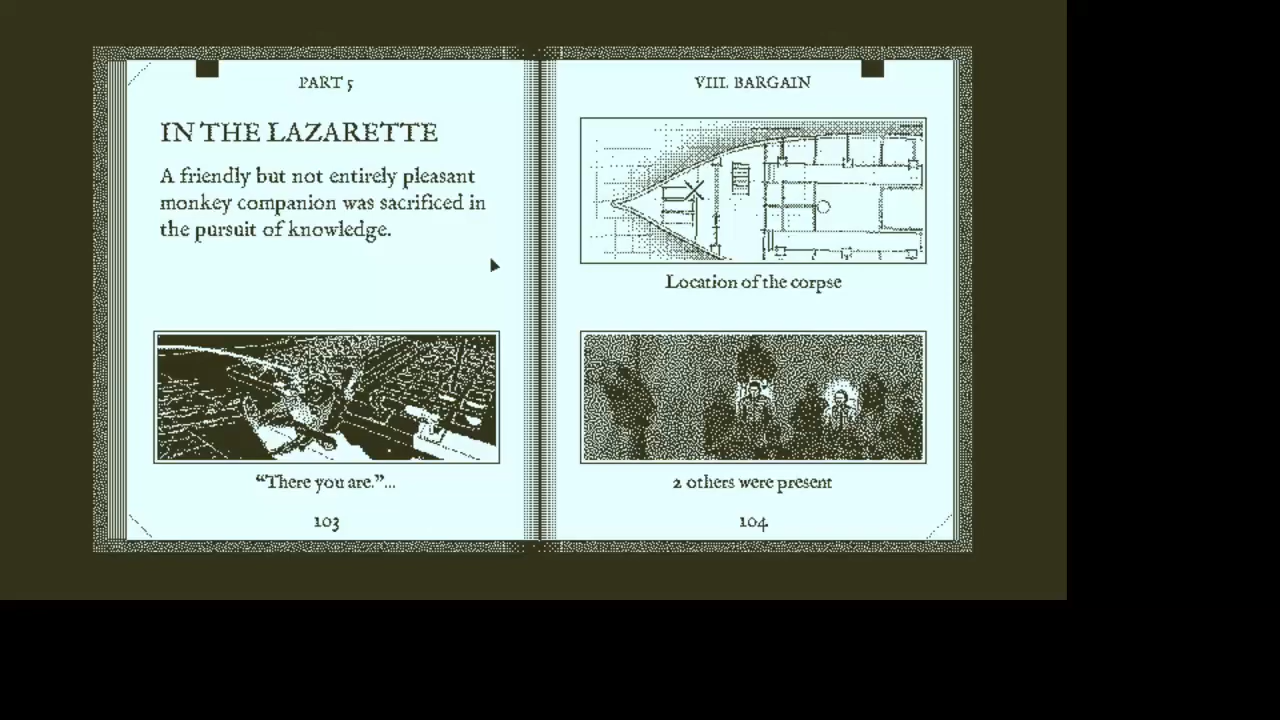 PART 5
IN THE LAZARETTE
A friendly but not entirely pleasant
monkey companion was sacrificed in
the pursuit of knowledge.
“There you are.”...
103
VIII. BARGAIN
Location of the corpse
2 others were present
104